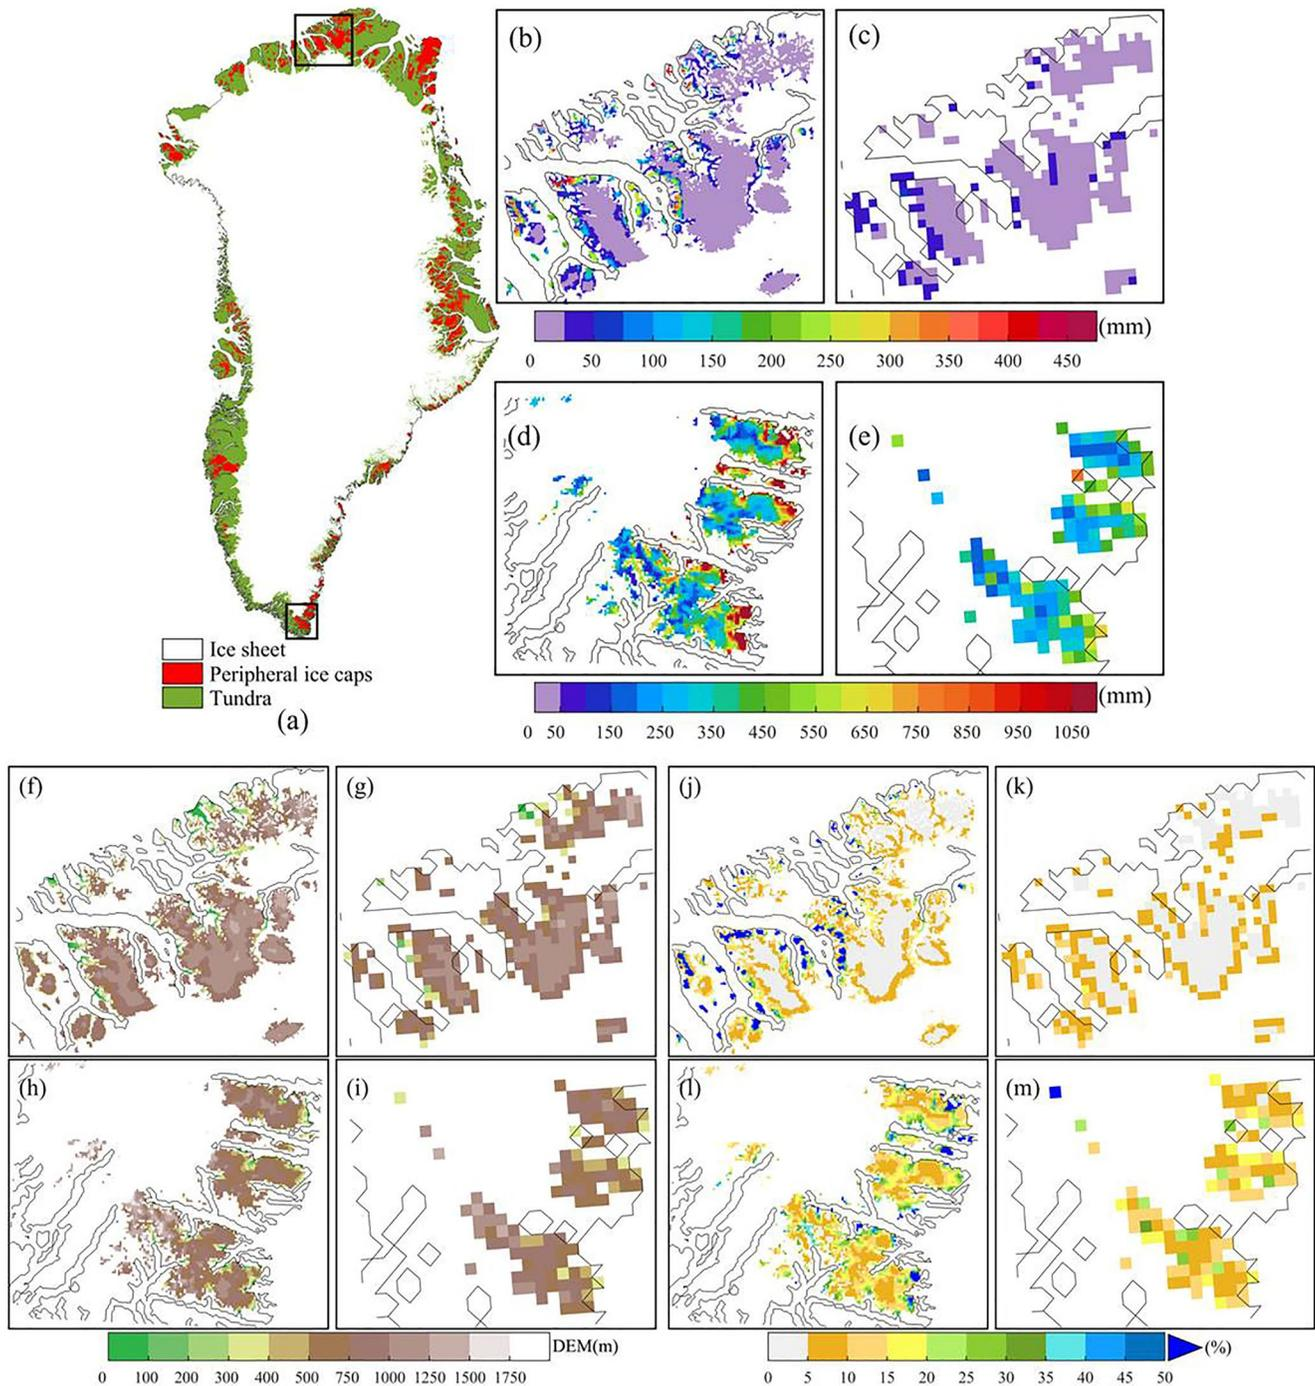 (b)
(c)
(mm)
0 50 100 150 200 250 300 350 400 450
(d)
(e)
Ice sheet
Peripheral ice caps
Tundra
(a)
(mm)
0 50 150 250 350 450 550 650 750 850 950 1050
(f)
(g)
(j)
(k)
(h)
(i)
(l)
(m)
DEM(m)
0 100 200 300 400 500 750 1000 1250 1500 1750
(%)
0 5 10 15 20 25 30 35 40 45 50